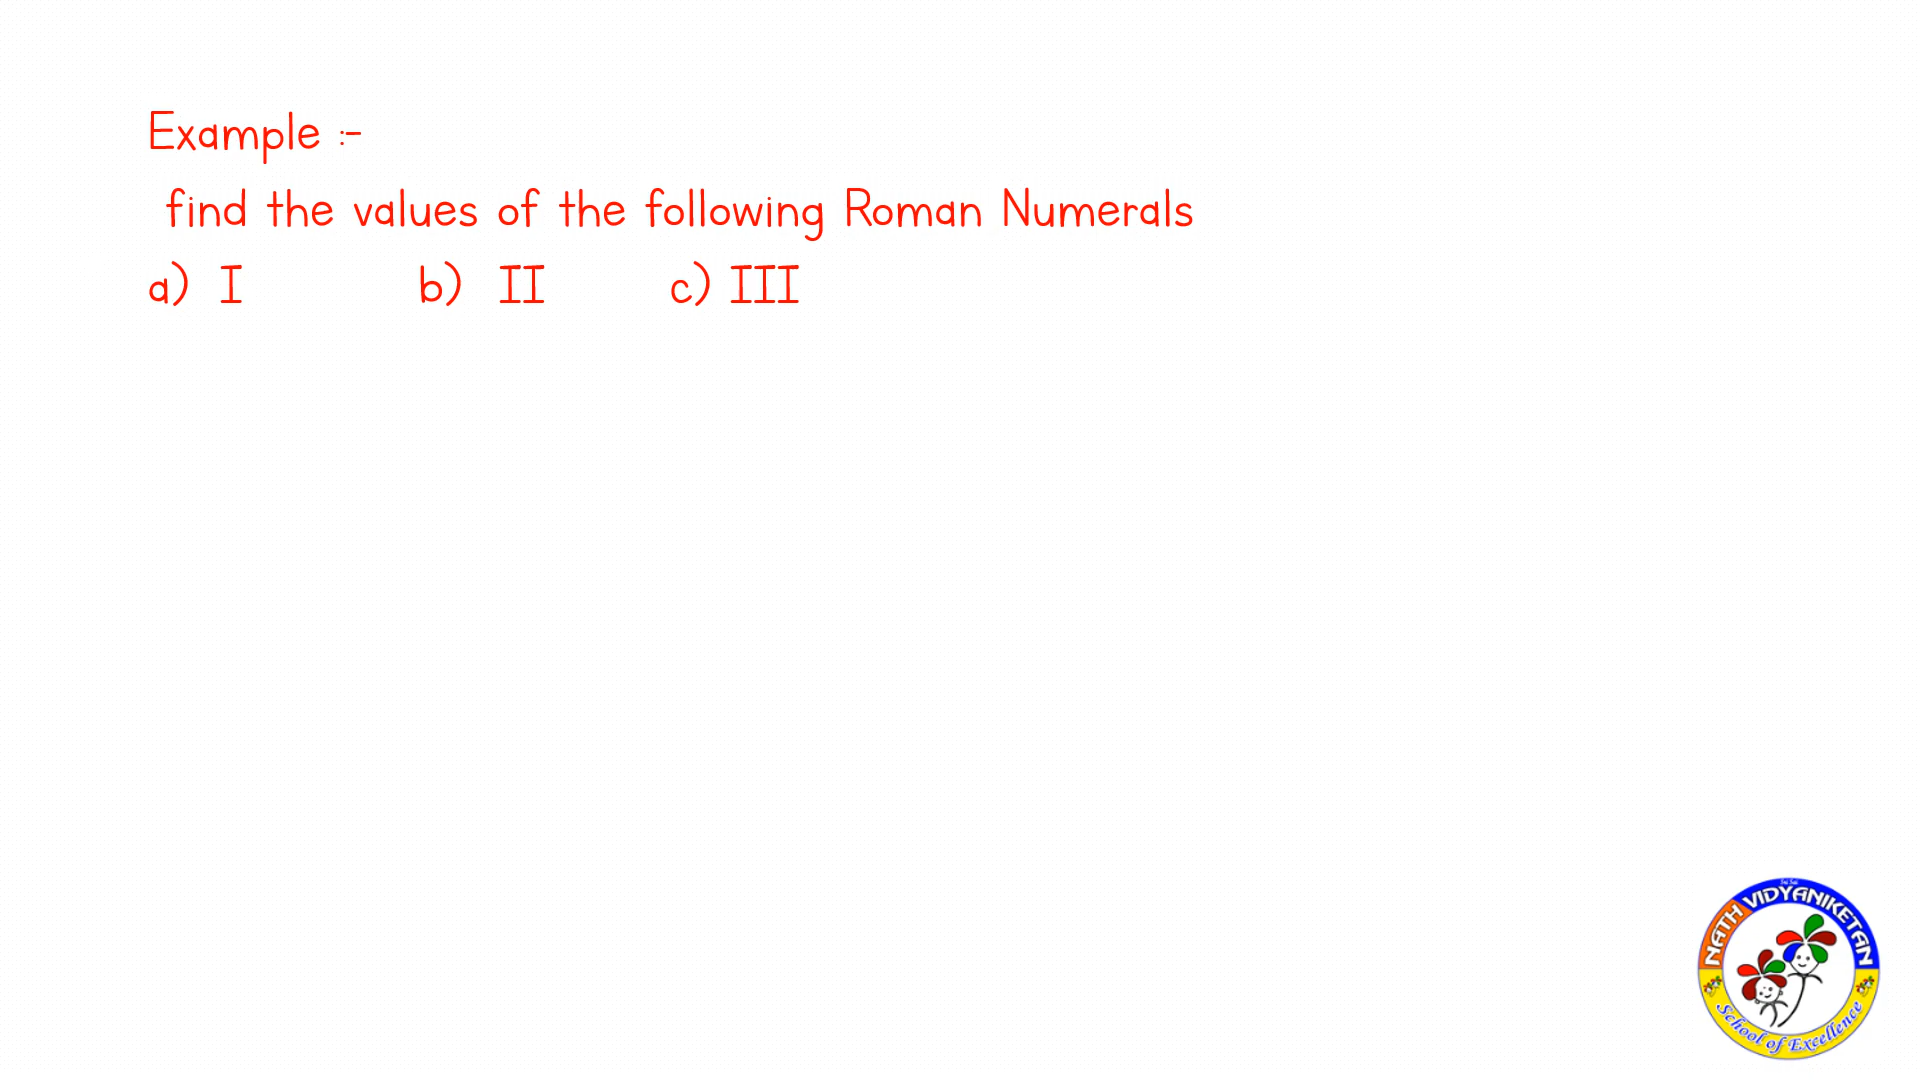 Example :-
find the values of the following Roman Numerals
a) I b) II c) III
NATH VIDYANIKETAN
School of Excellence